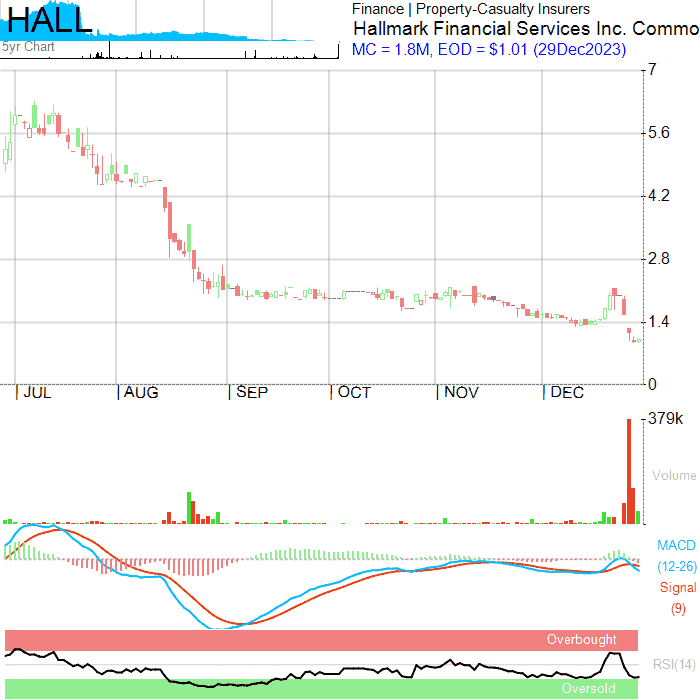 HALL
5yr Chart
Finance | Property-Casualty Insurers
Hallmark Financial Services Inc. Commo
MC = 1.8M, EOD = $1.01 (29Dec2023)
7
5.6
4.2
2.8
1.4
0
JUL AUG SEP OCT NOV DEC
379k
Volume
MACD
(12-26)
Signal
(9)
Overbought
RSI(14)
Oversold